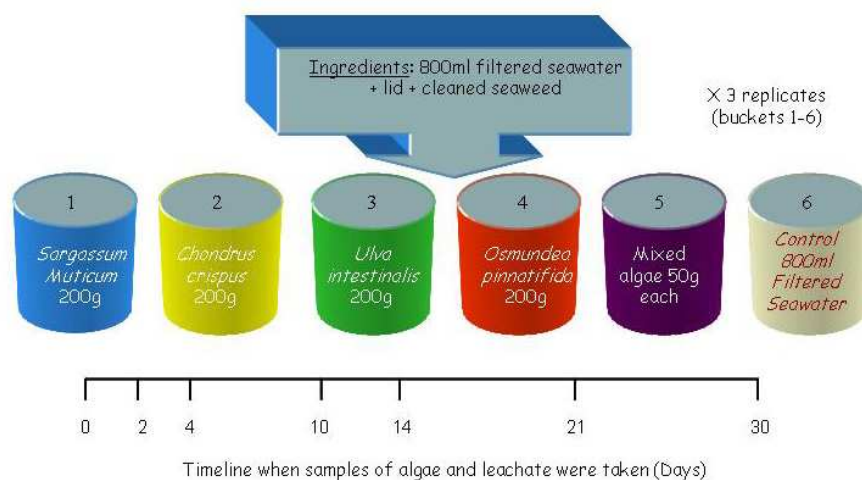 Ingredients: 800ml filtered seawater
+ lid + cleaned seaweed
X 3 replicates
(buckets 1-6)
1
Sargassum
Muticum
200g
2
Chondrus
crispus
200g
3
Ulva
intestinalis
200g
4
Osmundea
pinnatifida
200g
5
Mixed
algae 50g
each
6
Control
800ml
Filtered
Seawater
0 2 4 10 14 21 30
Timeline when samples of algae and leachate were taken (Days)